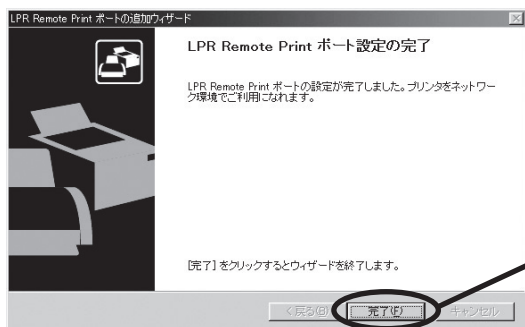 LPR Remote Print ポートの追加ウィザード
LPR Remote Print ポート設定の完了
LPR Remote Print ポートの設定が完了しました。プリンタをネットワー
ク環境でご利用になれます。
[完了] をクリックするとウィザードを終了します。
< 戻る(B) 完了(F) キャンセル